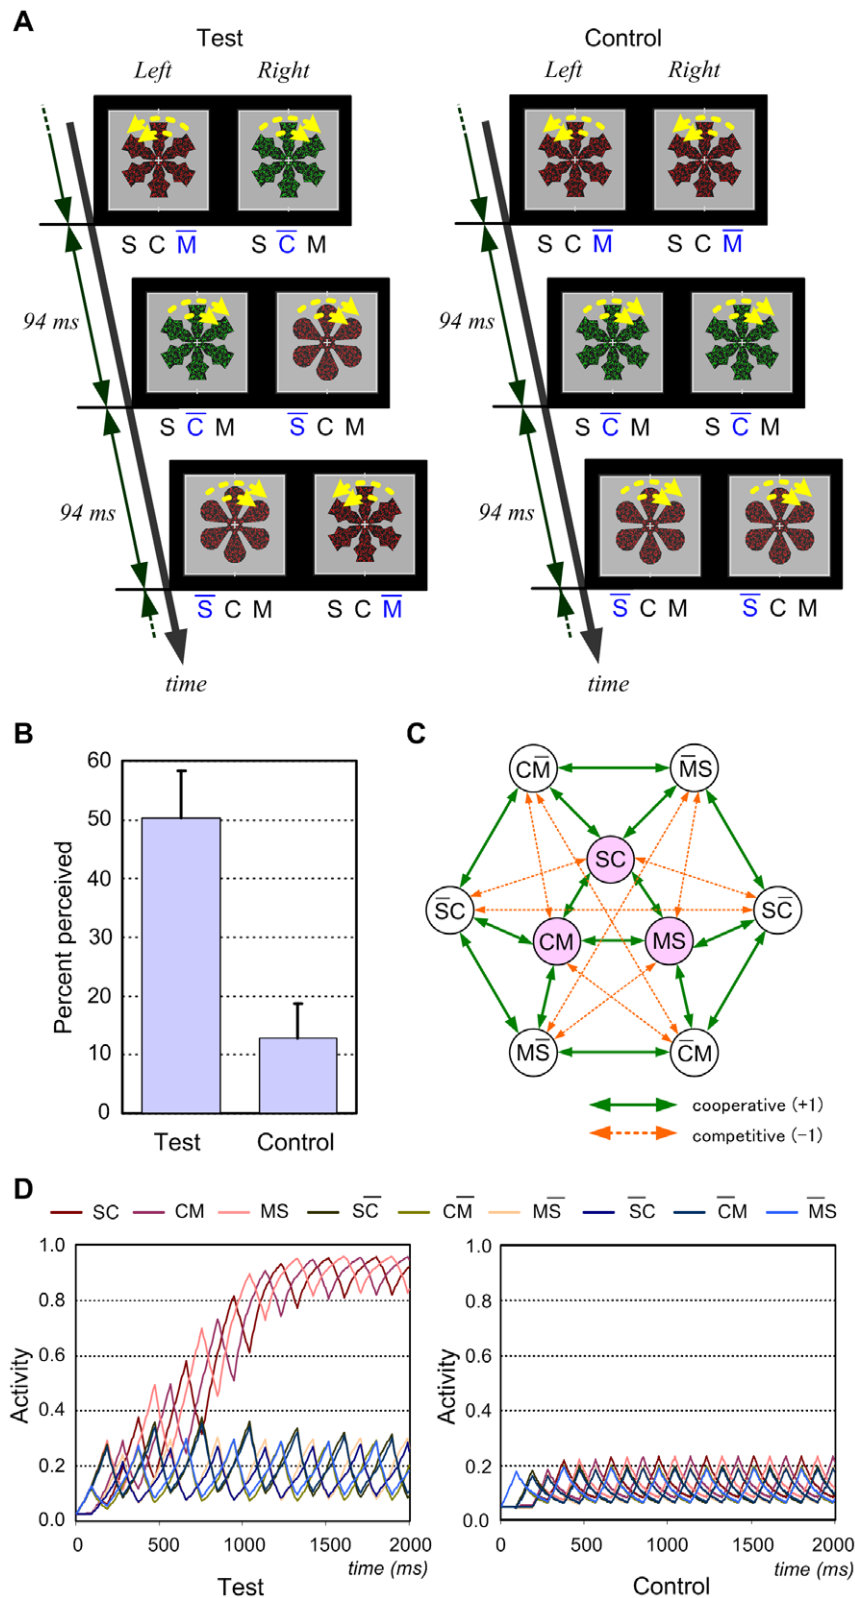 A
Test
Control
Left Right
Left Right
S C M̅ S C̅ M
S C M̅ S C M̅
94 ms
94 ms
S C̅ M S̅ C M
S C̅ M S C̅ M
94 ms
94 ms
S̅ C M S C M̅
S̅ C M S̅ C M
time
time
B
Percent perceived
60
50
40
30
20
10
0
Test Control
C
CM̅ M̅S
SC
S̅C SC̅
CM MS
MS̅ C̅M
cooperative (+1)
competitive (−1)
D
SC CM MS SC̅ CM̅ MS̅ S̅C C̅M M̅S
Activity
1.0
0.8
0.6
0.4
0.2
0.0
0 500 1000 1500 2000
time (ms)
Test
Activity
1.0
0.8
0.6
0.4
0.2
0.0
0 500 1000 1500 2000
time (ms)
Control